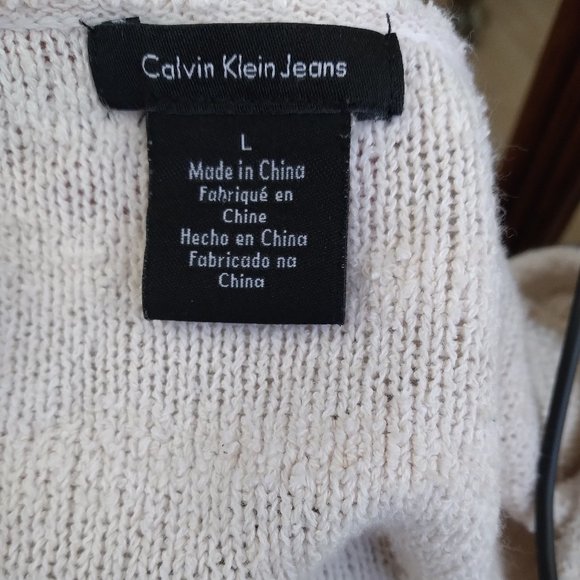 Calvin Klein Jeans
L
Made in China
Fabriqué en
Chine
Hecho en China
Fabricado na
China